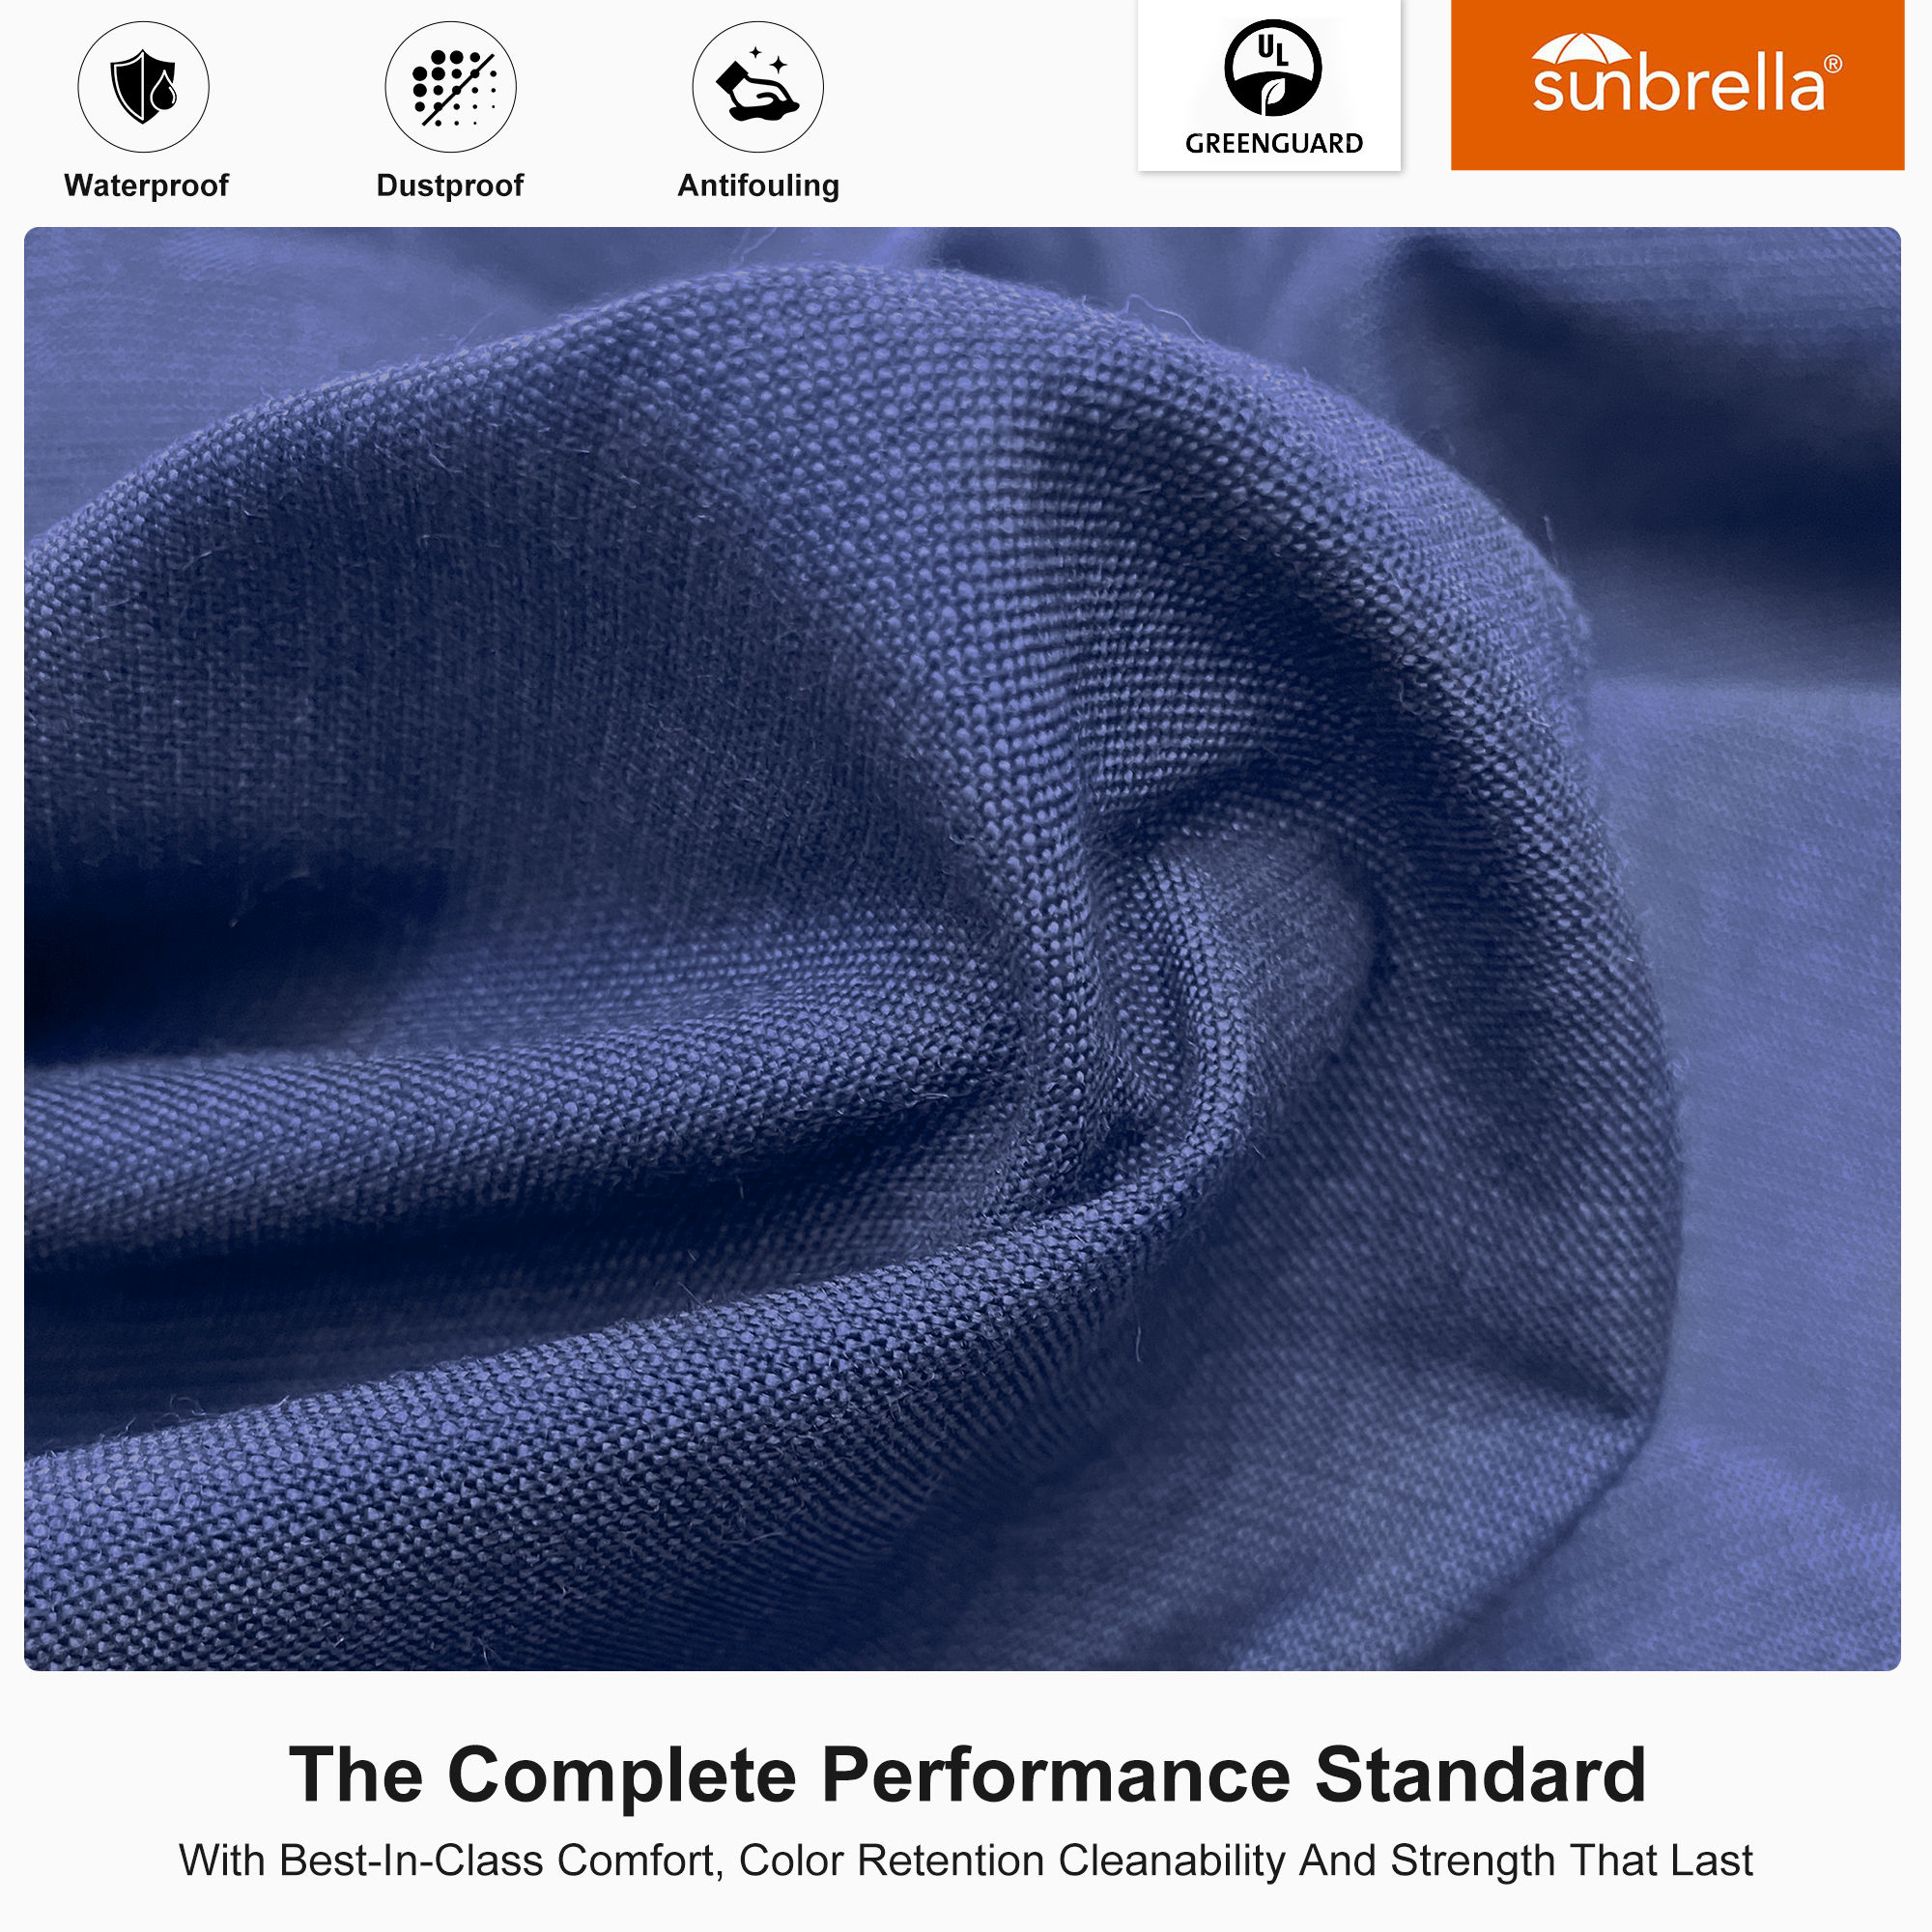 Waterproof
Dustproof
Antifouling
UL
GREENGUARD
sunbrella®
The Complete Performance Standard
With Best-In-Class Comfort, Color Retention Cleanability And Strength That Last